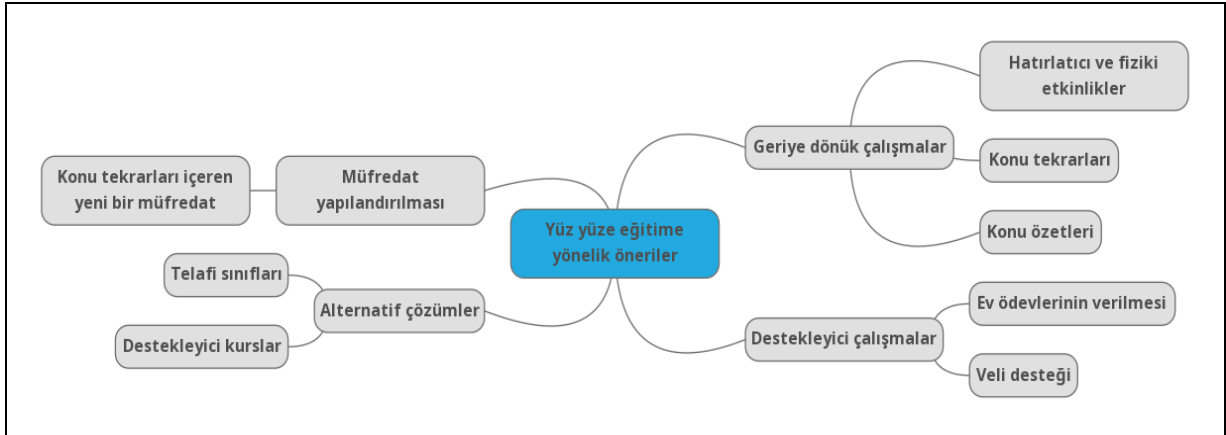 Yüz yüze eğitime
yönelik öneriler
Müfredat
yapılandırılması
Konu tekrarları içeren
yeni bir müfredat
Alternatif çözümler
Telafi sınıfları
Destekleyici kurslar
Geriye dönük çalışmalar
Hatırlatıcı ve fiziki
etkinlikler
Konu tekrarları
Konu özetleri
Destekleyici çalışmalar
Ev ödevlerinin verilmesi
Veli desteği